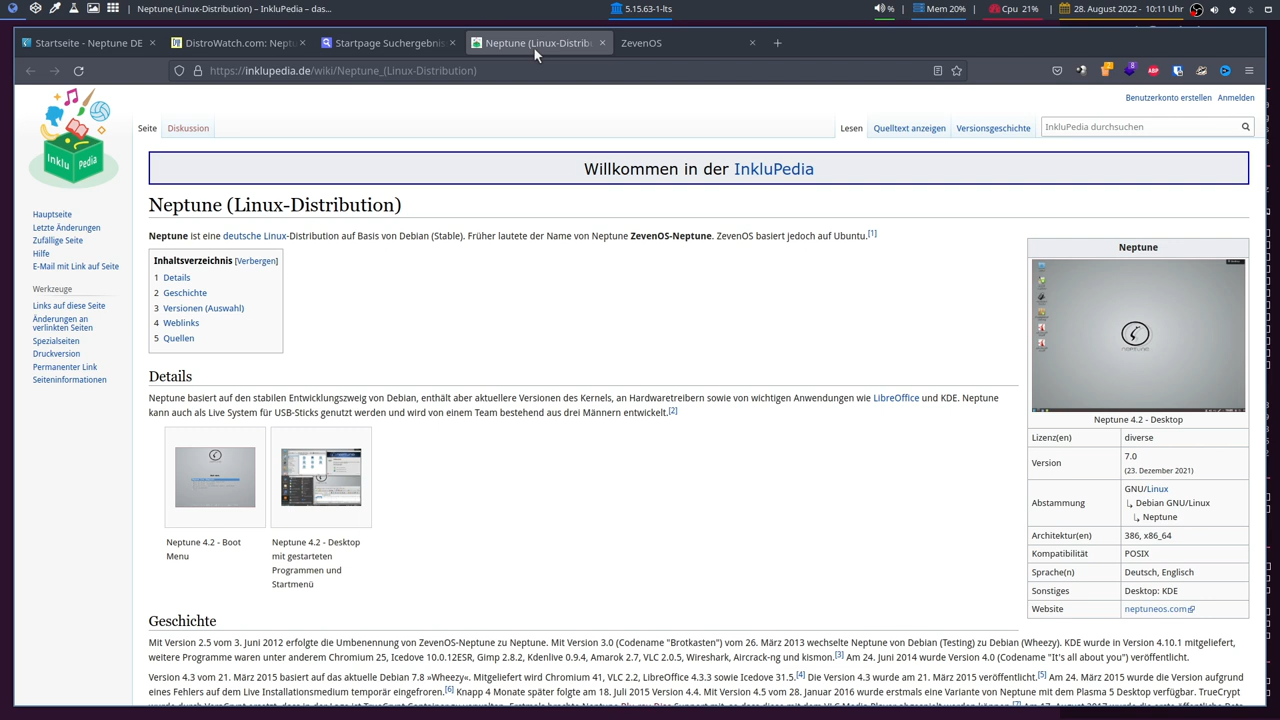 Neptune (Linux-Distribution) – InkluPedia – das...
5.15.63-1-lts
%
Mem 20%
Cpu 21%
28. August 2022 - 10:11 Uhr
Startseite - Neptune DE
DistroWatch.com: Neptu
Startpage Suchergebnis
Neptune (Linux-Distrib
ZevenOS
https://inklupedia.de/wiki/Neptune_(Linux-Distribution)
2
8
ABP
Benutzerkonto erstellen
Anmelden
Inklu Pedia
Seite
Diskussion
Lesen
Quelltext anzeigen
Versionsgeschichte
InkluPedia durchsuchen
Willkommen in der InkluPedia
Hauptseite
Letzte Änderungen
Zufällige Seite
Hilfe
E-Mail mit Link auf Seite
Werkzeuge
Links auf diese Seite
Änderungen an
verlinkten Seiten
Spezialseiten
Druckversion
Permanenter Link
Seiteninformationen
Neptune (Linux-Distribution)
Neptune ist eine deutsche Linux-Distribution auf Basis von Debian (Stable). Früher lautete der Name von Neptune ZevenOS-Neptune. ZevenOS basiert jedoch auf Ubuntu.[1]
Inhaltsverzeichnis [Verbergen]
1 Details
2 Geschichte
3 Versionen (Auswahl)
4 Weblinks
5 Quellen
Neptune
NEPTUNE
Neptune 4.2 - Desktop
Lizenz(en) diverse
Version 7.0
(23. Dezember 2021)
Abstammung GNU/Linux
↳ Debian GNU/Linux
↳ Neptune
Architektur(en) 386, x86_64
Kompatibilität POSIX
Sprache(n) Deutsch, Englisch
Sonstiges Desktop: KDE
Website neptuneos.com
Details
Neptune basiert auf den stabilen Entwicklungszweig von Debian, enthält aber aktuellere Versionen des Kernels, an Hardwaretreibern sowie von wichtigen Anwendungen wie LibreOffice und KDE. Neptune
kann auch als Live System für USB-Sticks genutzt werden und wird von einem Team bestehend aus drei Männern entwickelt.[2]
Neptune 4.2 - Boot
Menu
Neptune 4.2 - Desktop
mit gestarteten
Programmen und
Startmenü
Geschichte
Mit Version 2.5 vom 3. Juni 2012 erfolgte die Umbenennung von ZevenOS-Neptune zu Neptune. Mit Version 3.0 (Codename "Brotkasten") vom 26. März 2013 wechselte Neptune von Debian (Testing) zu Debian (Wheezy). KDE wurde in Version 4.10.1 mitgeliefert,
weitere Programme waren unter anderem Chromium 25, Icedove 10.0.12ESR, Gimp 2.8.2, Kdenlive 0.9.4, Amarok 2.7, VLC 2.0.5, Wireshark, Aircrack-ng und kismon.[3] Am 24. Juni 2014 wurde Version 4.0 (Codename "It's all about you") veröffentlicht.
Version 4.3 vom 21. März 2015 basiert auf das aktuelle Debian 7.8 »Wheezy«. Mitgeliefert wird Chromium 41, VLC 2.2, LibreOffice 4.3.3 sowie Icedove 31.5.[4] Die Version 4.3 wurde am 21. März 2015 veröffentlicht.[5] Am 24. März 2015 wurde die Version aufgrund
eines Fehlers auf dem Live Installationsmedium temporär eingefroren.[6] Knapp 4 Monate später folgte am 18. Juli 2015 Version 4.4. Mit Version 4.5 vom 28. Januar 2016 wurde erstmals eine Variante von Neptune mit dem Plasma 5 Desktop verfügbar. TrueCrypt